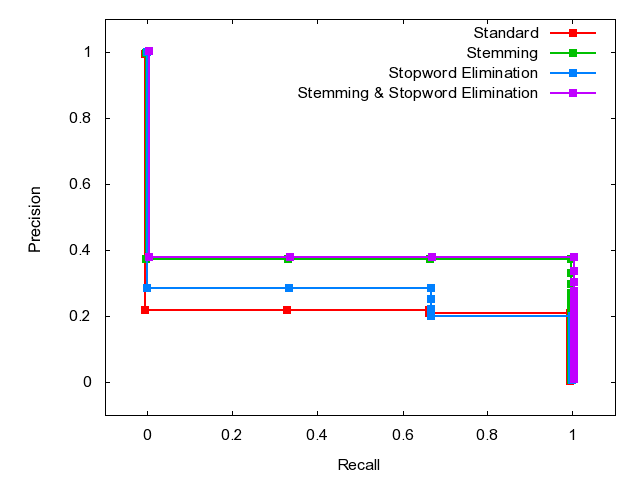 Standard
Stemming
Stopword Elimination
Stemming & Stopword Elimination
1
0.8
0.6
0.4
0.2
0
Precision
0 0.2 0.4 0.6 0.8 1
Recall